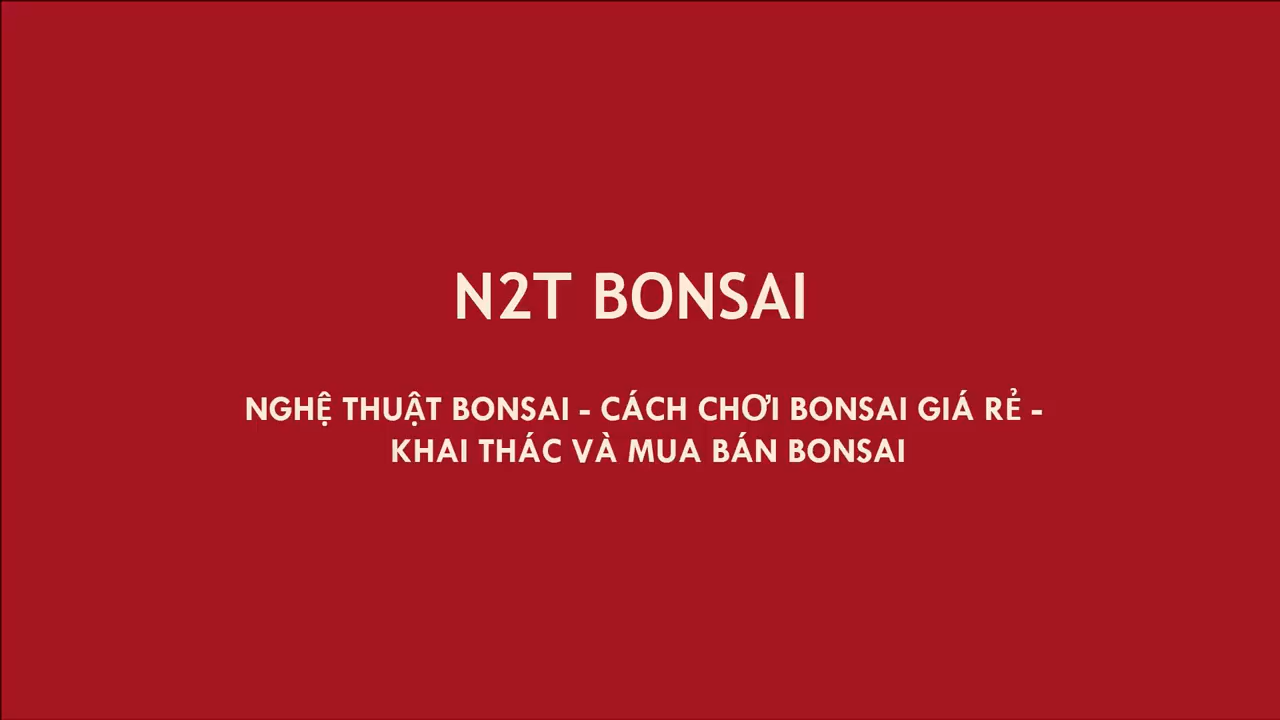 N2T BONSAI
NGHỆ THUẬT BONSAI - CÁCH CHƠI BONSAI GIÁ RẺ -
KHAI THÁC VÀ MUA BÁN BONSAI